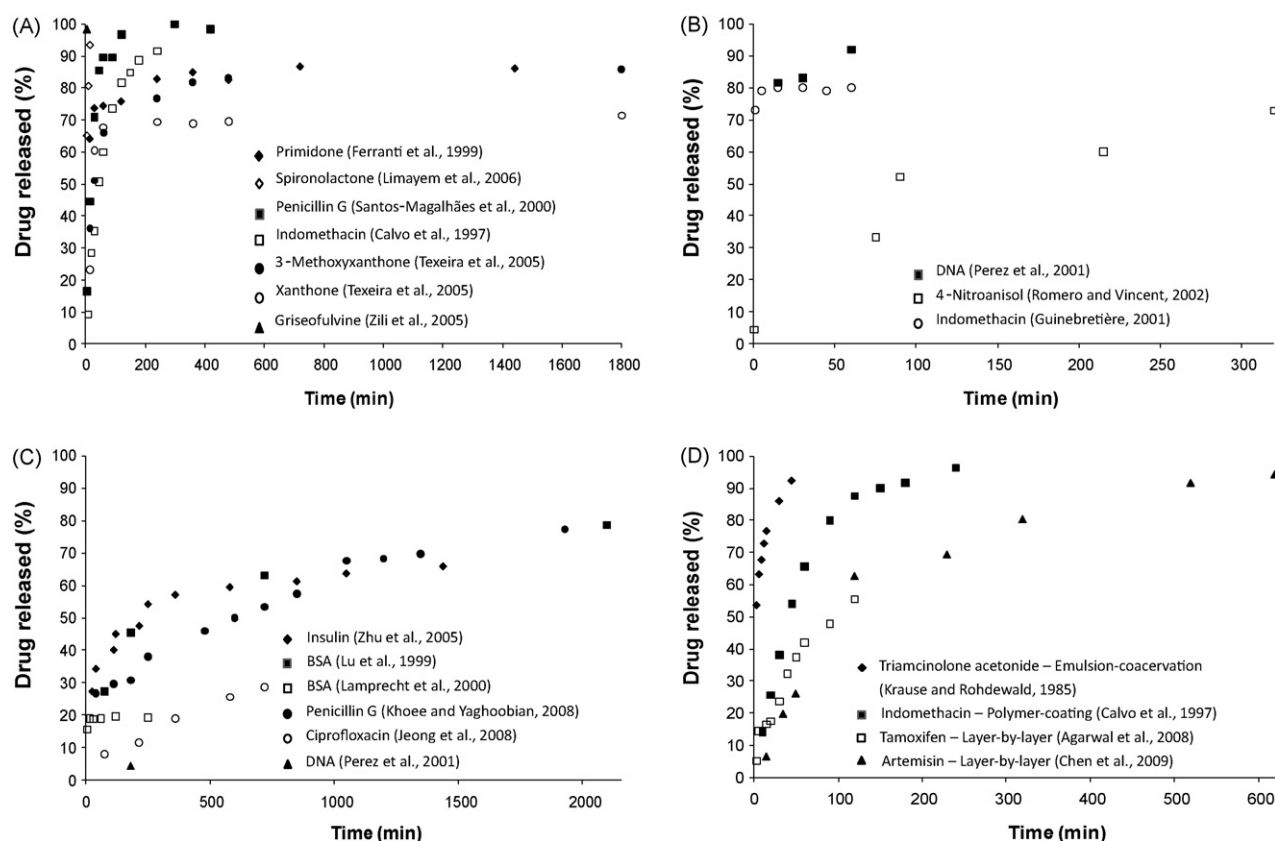 (A)
Drug released (%)
100
90
80
70
60
50
40
30
20
10
0
Primidone (Ferranti et al., 1999)
Spironolactone (Limayem et al., 2006)
Penicillin G (Santos-Magalhães et al., 2000)
Indomethacin (Calvo et al., 1997)
3-Methoxyxanthone (Texeira et al., 2005)
Xanthone (Texeira et al., 2005)
Griseofulvine (Zili et al., 2005)
0 200 400 600 800 1000 1200 1400 1600 1800
Time (min)
(B)
Drug released (%)
100
90
80
70
60
50
40
30
20
10
0
DNA (Perez et al., 2001)
4-Nitroanisol (Romero and Vincent, 2002)
Indomethacin (Guinebretière, 2001)
0 50 100 150 200 250 300
Time (min)
(C)
Drug released (%)
100
90
80
70
60
50
40
30
20
10
0
Insulin (Zhu et al., 2005)
BSA (Lu et al., 1999)
BSA (Lamprecht et al., 2000)
Penicillin G (Khoee and Yaghoobian, 2008)
Ciprofloxacin (Jeong et al., 2008)
DNA (Perez et al., 2001)
0 500 1000 1500 2000
Time (min)
(D)
Drug released (%)
100
90
80
70
60
50
40
30
20
10
0
Triamcinolone acetonide – Emulsion-coacervation
(Krause and Rohdewald, 1985)
Indomethacin – Polymer-coating (Calvo et al., 1997)
Tamoxifen – Layer-by-layer (Agarwal et al., 2008)
Artemisin – Layer-by-layer (Chen et al., 2009)
0 100 200 300 400 500 600
Time (min)